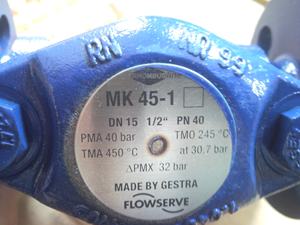 RN
MK 45-1
DN 15 1/2" PN 40
PMA 40 bar TMO 245 °C
TMA 450 °C at 30.7 bar
ΔPMX 32 bar
MADE BY GESTRA
FLOWSERVE